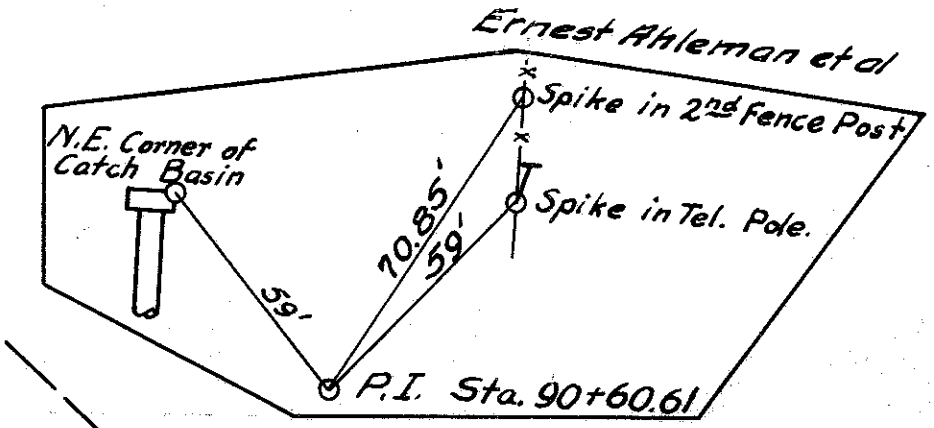 Ernest Ahleman et al
Spike in 2nd Fence Post
N.E. Corner of
Catch Basin
Spike in Tel. Pole.
70.85'
59'
59'
P.I. Sta. 90+60.61